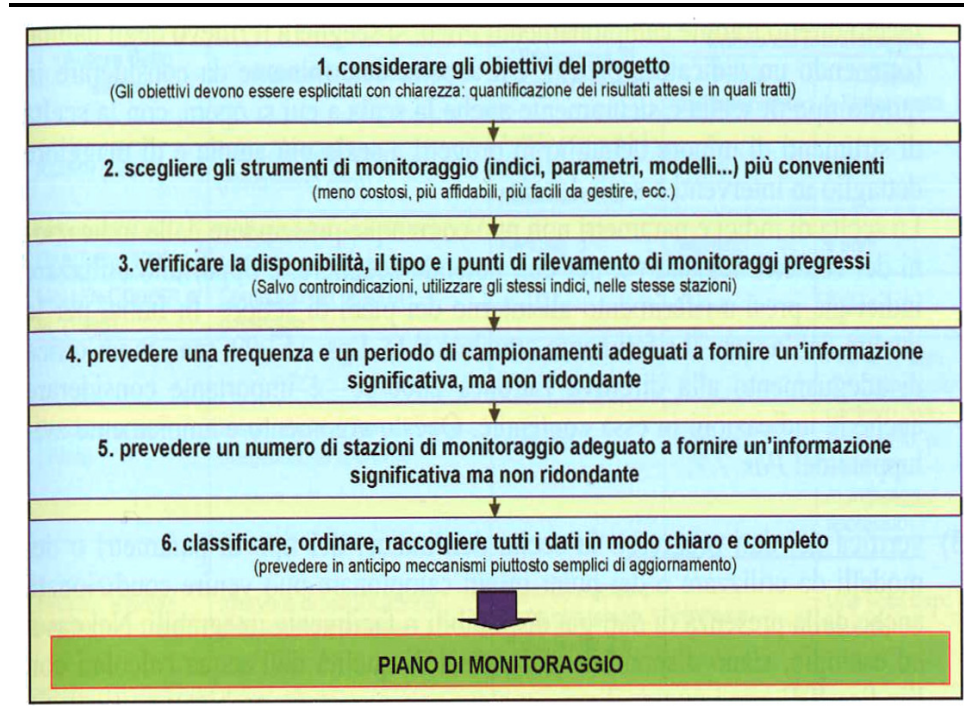 1. considerare gli obiettivi del progetto
(Gli obiettivi devono essere esplicitati con chiarezza: quantificazione dei risultati attesi e in quali tratti)
2. scegliere gli strumenti di monitoraggio (indici, parametri, modelli...) più convenienti
(meno costosi, più affidabili, più facili da gestire, ecc.)
3. verificare la disponibilità, il tipo e i punti di rilevamento di monitoraggi pregressi
(Salvo controindicazioni, utilizzare gli stessi indici, nelle stesse stazioni)
4. prevedere una frequenza e un periodo di campionamenti adeguati a fornire un'informazione
significativa, ma non ridondante
5. prevedere un numero di stazioni di monitoraggio adeguato a fornire un'informazione
significativa ma non ridondante
6. classificare, ordinare, raccogliere tutti i dati in modo chiaro e completo
(prevedere in anticipo meccanismi piuttosto semplici di aggiornamento)
PIANO DI MONITORAGGIO